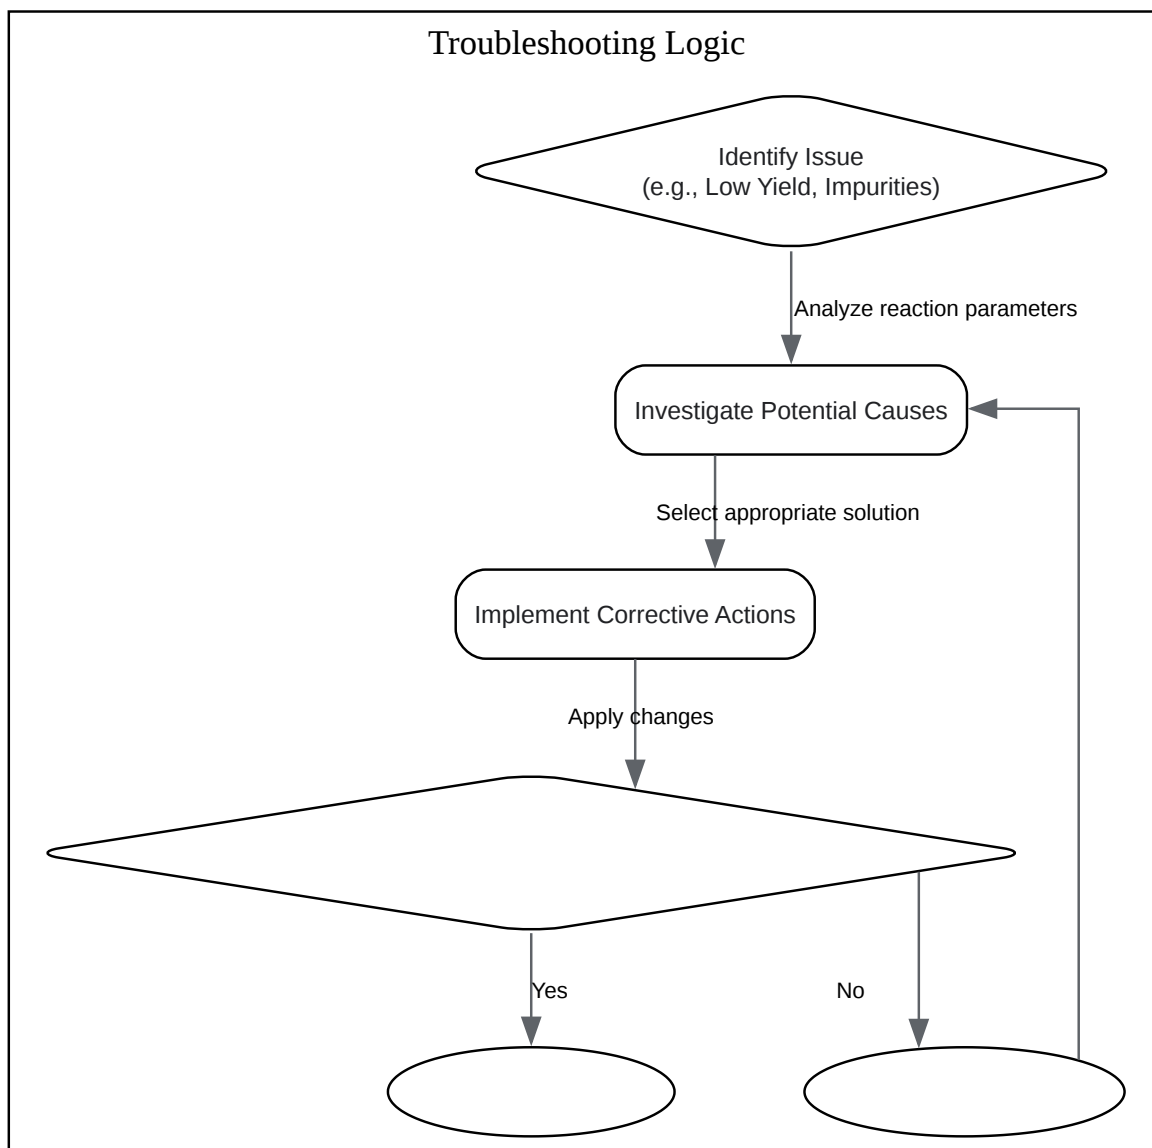 Troubleshooting Logic
Identify Issue
(e.g., Low Yield, Impurities)
Analyze reaction parameters
Investigate Potential Causes
Select appropriate solution
Implement Corrective Actions
Apply changes
Yes
No